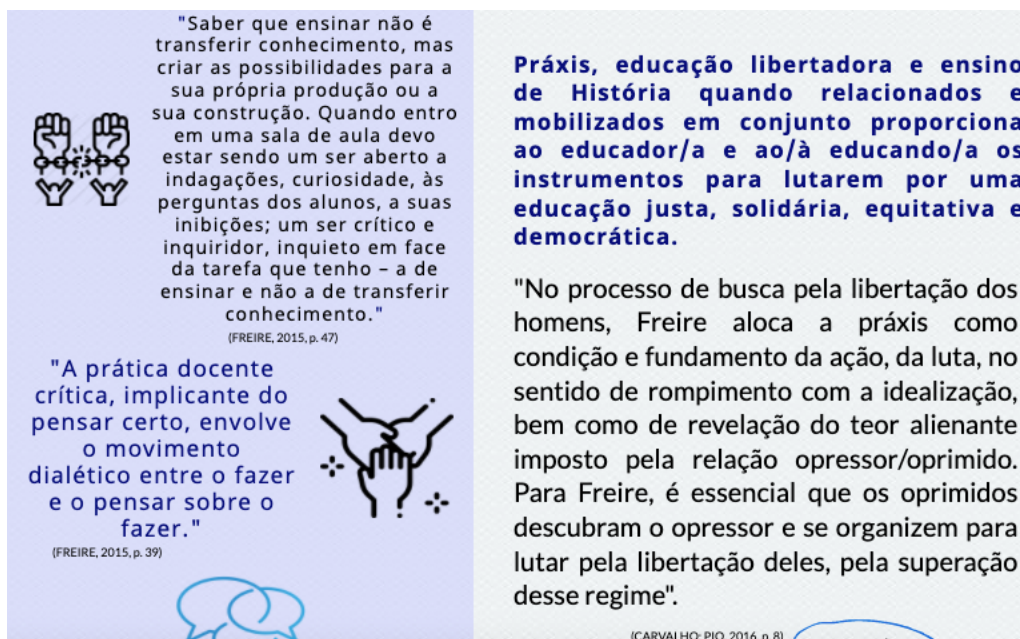 "Saber que ensinar não é
transferir conhecimento, mas
criar as possibilidades para a
sua própria produção ou a
sua construção. Quando entro
em uma sala de aula devo
estar sendo um ser aberto a
indagações, curiosidade, às
perguntas dos alunos, a suas
inibições; um ser crítico e
inquiridor, inquieto em face
da tarefa que tenho – a de
ensinar e não a de transferir
conhecimento."
(FREIRE, 2015, p. 47)
"A prática docente
crítica, implicante do
pensar certo, envolve
o movimento
dialético entre o fazer
e o pensar sobre o
fazer."
(FREIRE, 2015, p. 39)
Práxis, educação libertadora e ensino
de História quando relacionados e
mobilizados em conjunto proporciona
ao educador/a e ao/à educando/a os
instrumentos para lutarem por uma
educação justa, solidária, equitativa e
democrática.
"No processo de busca pela libertação dos
homens, Freire aloca a práxis como
condição e fundamento da ação, da luta, no
sentido de rompimento com a idealização,
bem como de revelação do teor alienante
imposto pela relação opressor/oprimido.
Para Freire, é essencial que os oprimidos
descubram o opressor e se organizem para
lutar pela libertação deles, pela superação
desse regime".
(CARVALHO; PIO, 2016, p. 8)